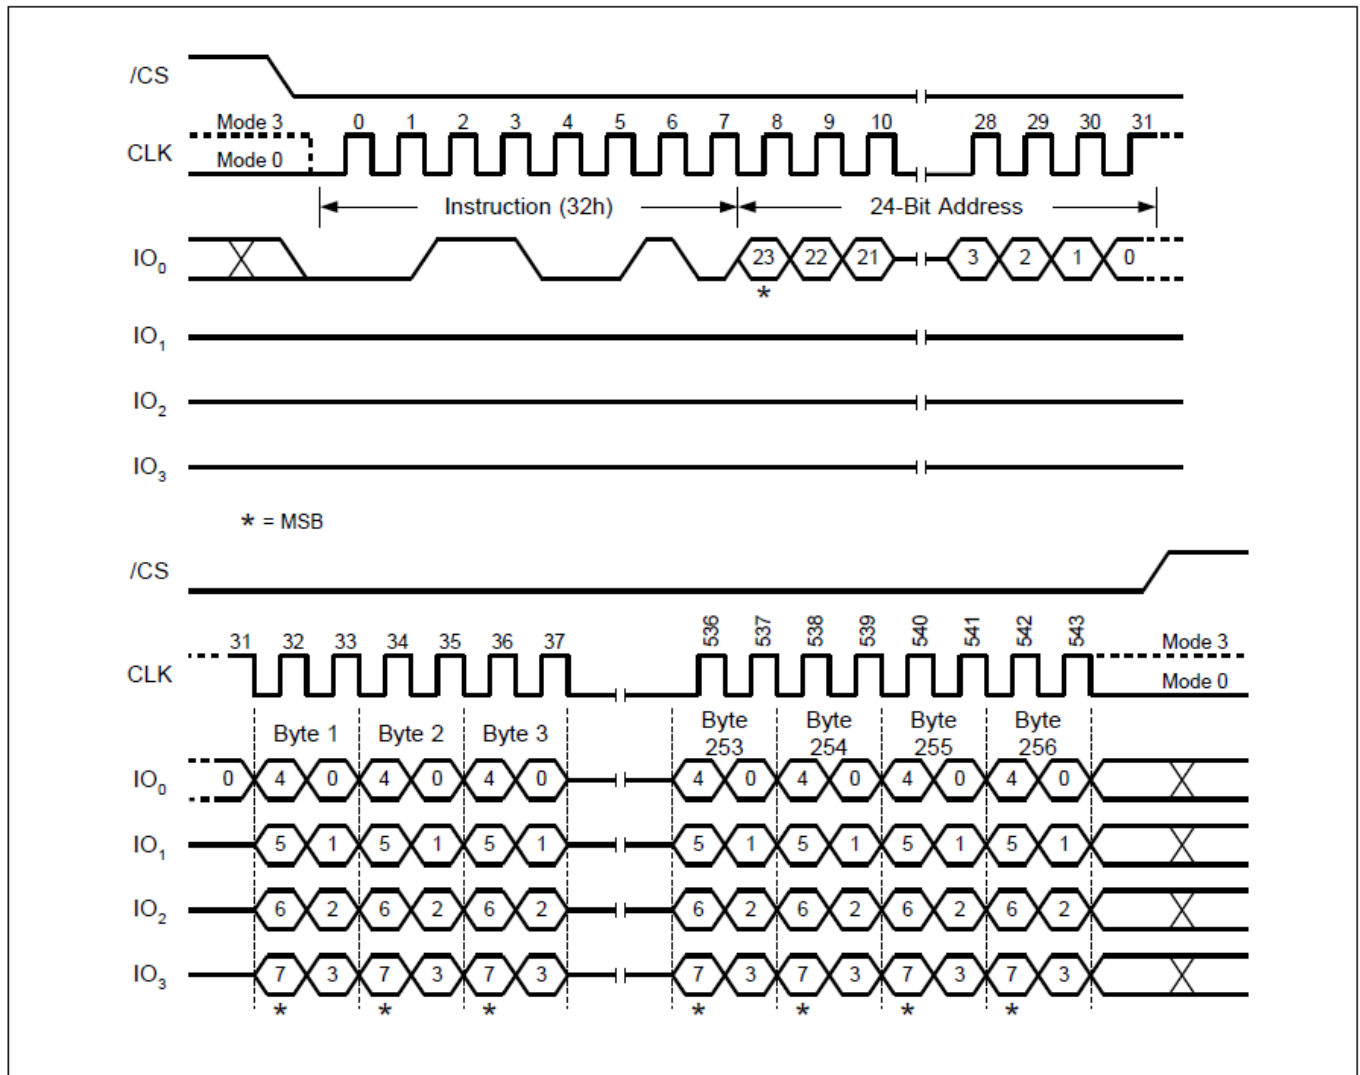 /CS
Mode 3 0 1 2 3 4 5 6 7 8 9 10 28 29 30 31
CLK
Mode 0
Instruction (32h) 24-Bit Address
IO0 23 22 21 3 2 1 0
*
IO1
IO2
IO3
* = MSB
/CS
31 32 33 34 35 36 37 536 537 538 539 540 541 542 543 Mode 3
CLK Mode 0
Byte 1 Byte 2 Byte 3 Byte 253 Byte 254 Byte 255 Byte 256
IO0 0 4 0 4 0 4 0 4 0 4 0 4 0 4 0
IO1 5 1 5 1 5 1 5 1 5 1 5 1 5 1
IO2 6 2 6 2 6 2 6 2 6 2 6 2 6 2
IO3 7 3 7 3 7 3 7 3 7 3 7 3 7 3
* * * * * * *